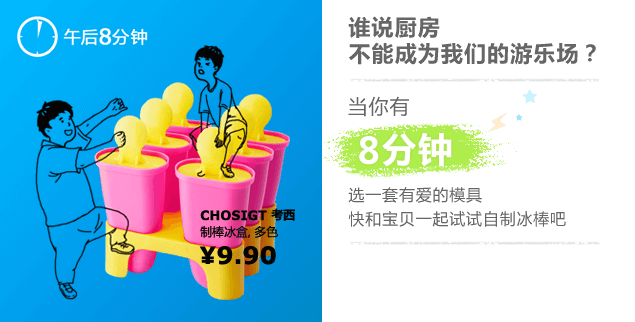 午后8分钟
CHOSIGT 考西
制棒冰盒, 多色
¥9.90
谁说厨房
不能成为我们的游乐场？
当你有
8分钟
选一套有爱的模具
快和宝贝一起试试自制冰棒吧